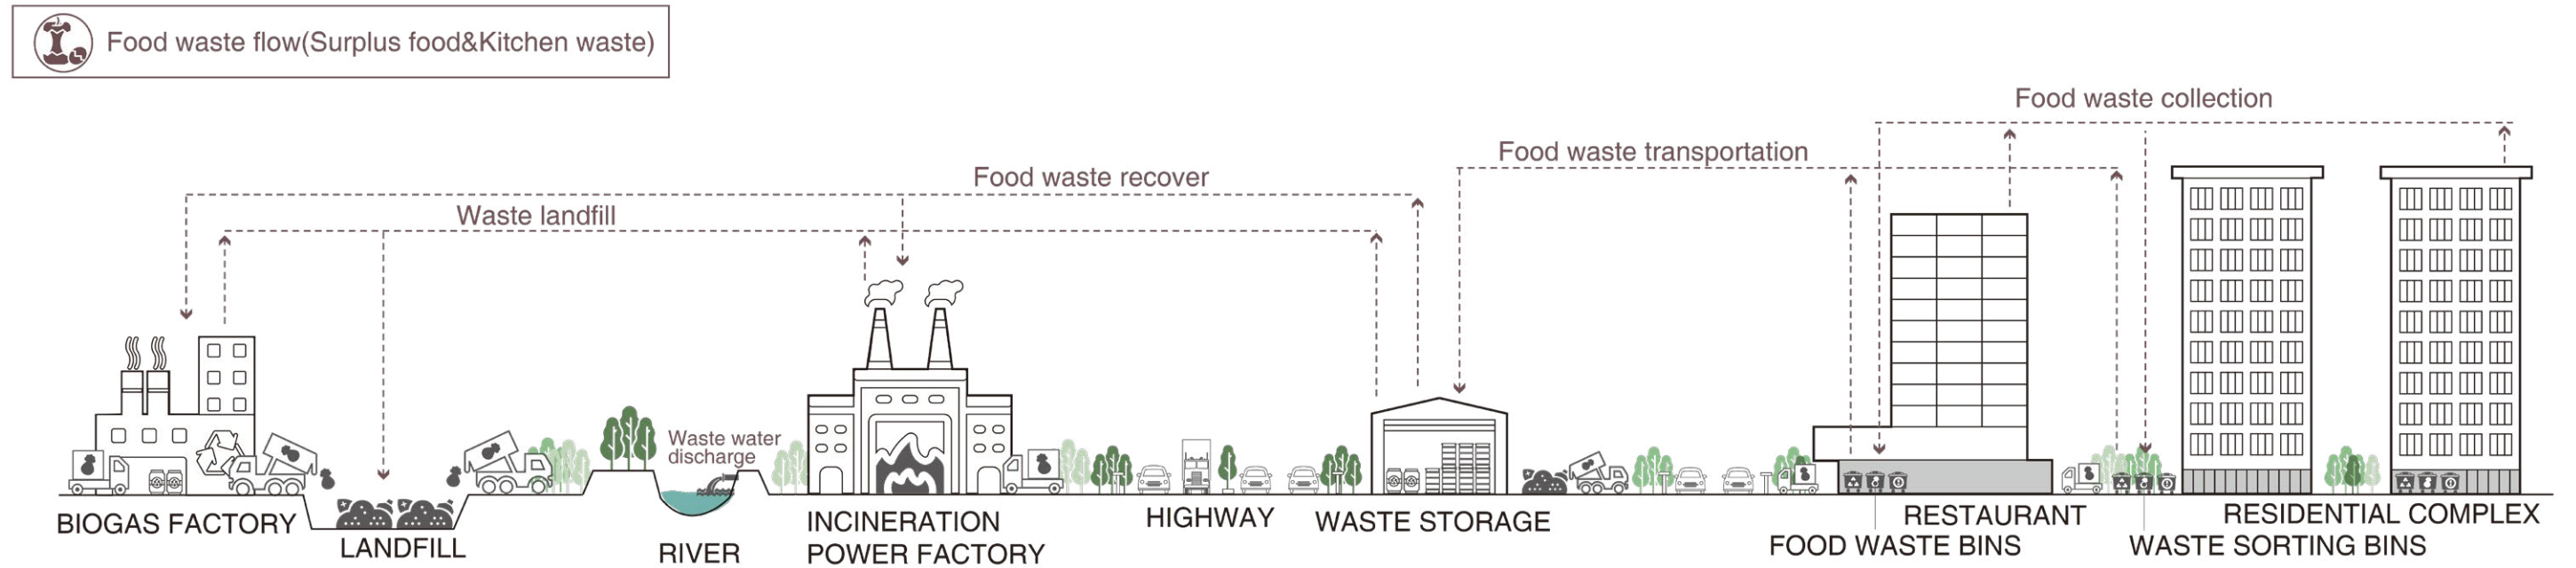 Food waste flow(Surplus food&Kitchen waste)
Food waste collection
Food waste transportation
Food waste recover
Waste landfill
Waste water
discharge
BIOGAS FACTORY
LANDFILL
RIVER
INCINERATION
POWER FACTORY
HIGHWAY
WASTE STORAGE
RESTAURANT
FOOD WASTE BINS
RESIDENTIAL COMPLEX
WASTE SORTING BINS